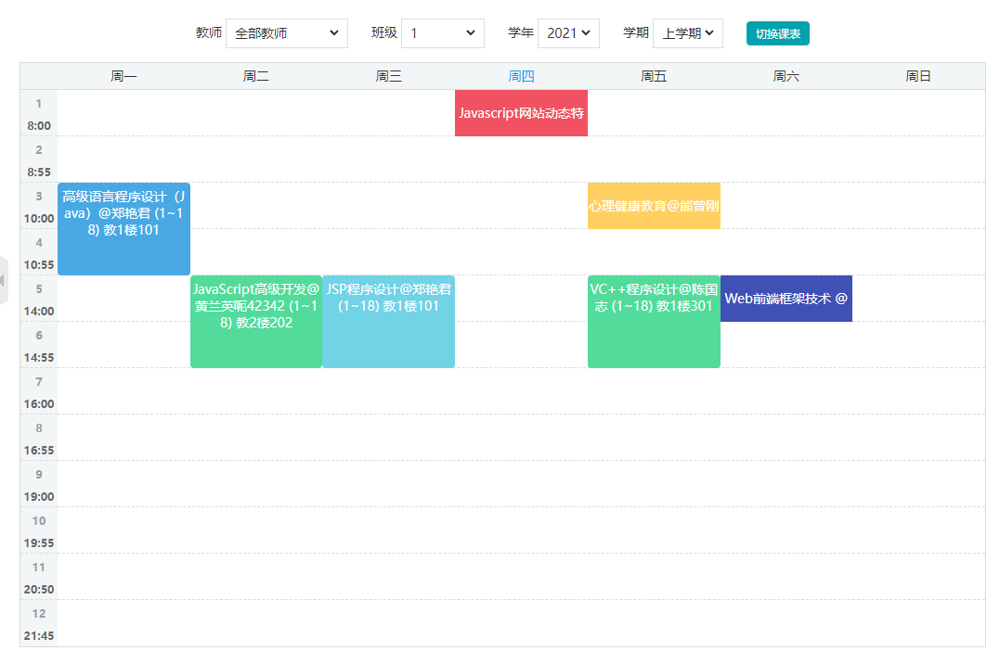 教师 全部教师 班级 1 学年 2021 学期 上学期 切换课表
周一 周二 周三 周四 周五 周六 周日
1
Javascript网站动态特
8:00
2
8:55
3
高级语言程序设计（J
ava）@郑艳君 (1~1
8) 教1楼101
心理健康教育@熊曾刚
10:00
4
10:55
5
JavaScript高级开发@
黄兰英呃42342 (1~1
8) 教2楼202
JSP程序设计@郑艳君
(1~18) 教1楼101
VC++程序设计@陈国
志 (1~18) 教1楼301
Web前端框架技术 @
14:00
6
14:55
7
16:00
8
16:55
9
19:00
10
19:55
11
20:50
12
21:45